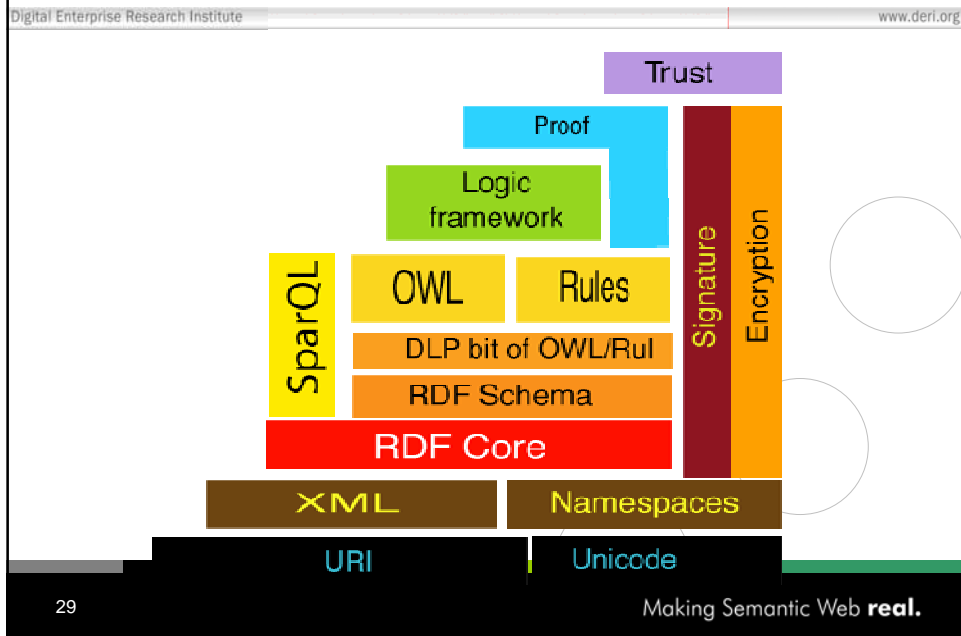 Digital Enterprise Research Institute
www.deri.org
Trust
Proof
Logic
framework
SparQL
OWL
Rules
DLP bit of OWL/Rul
RDF Schema
RDF Core
Signature
Encryption
XML
Namespaces
URI
Unicode
29
Making Semantic Web real.